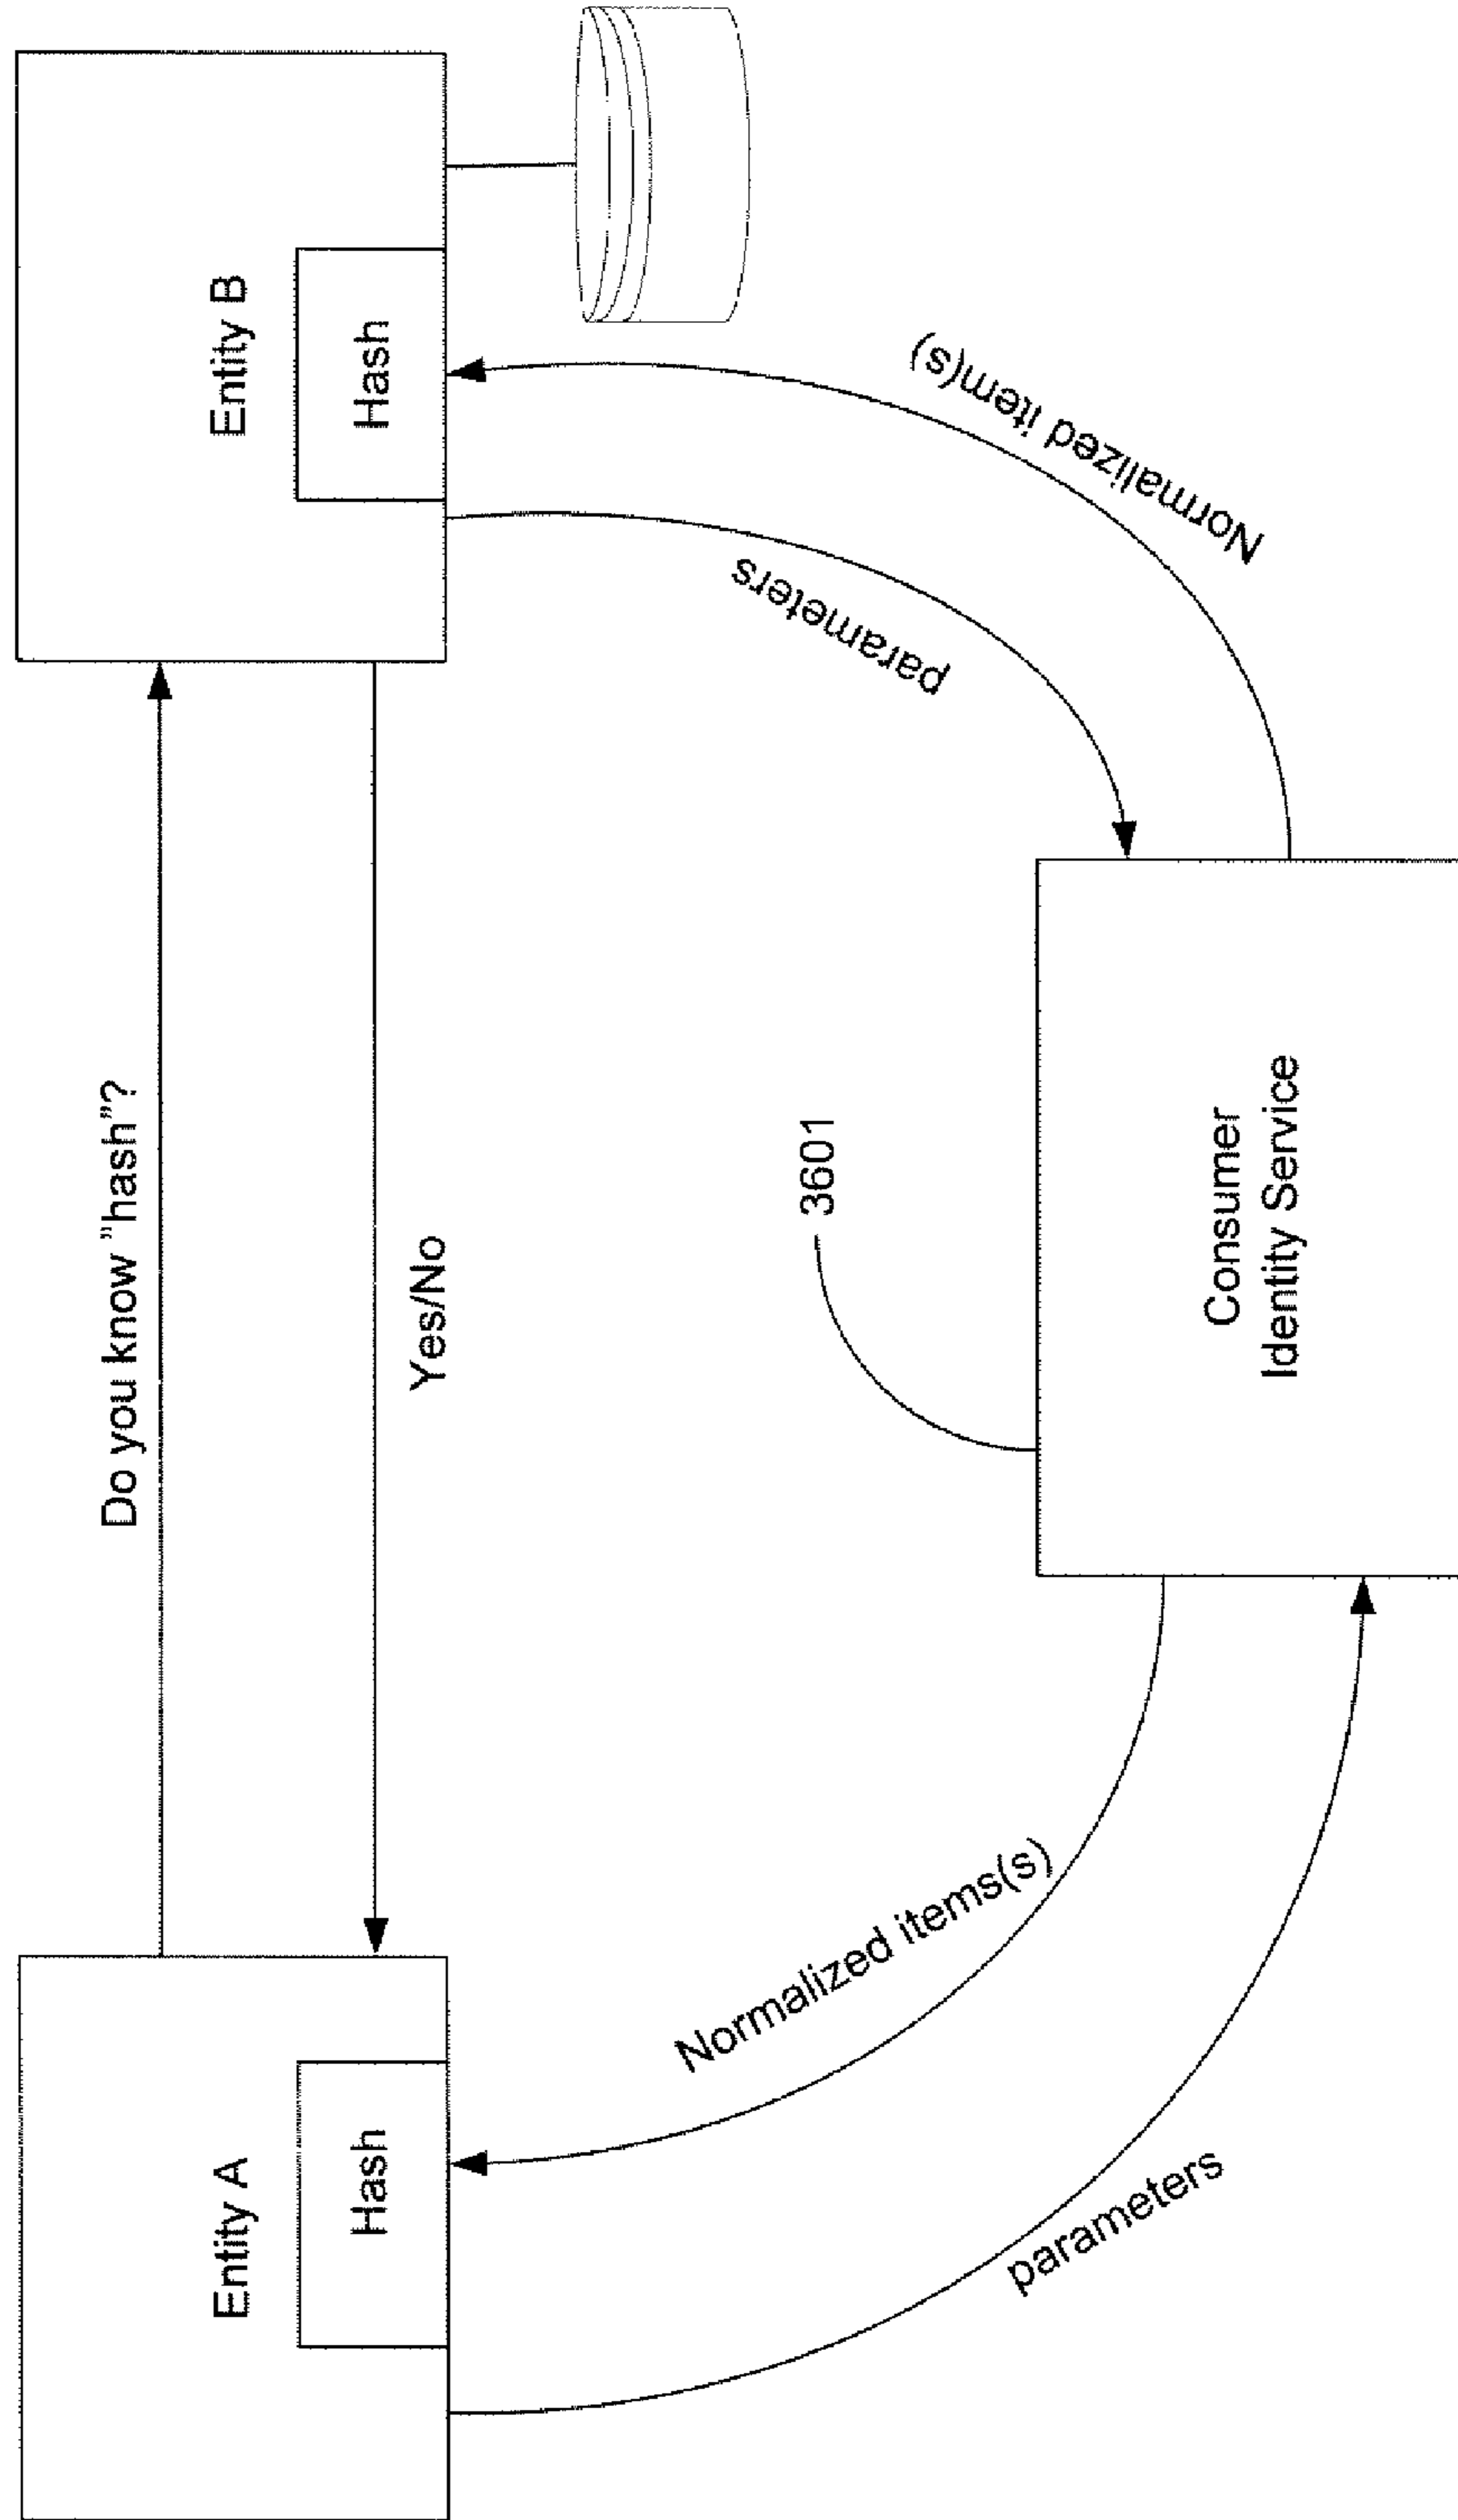 Do you know "hash"?
Yes/No
Entity A
Hash
Entity B
Hash
3601
Normalized items(s)
parameters
parameters
Normalized item(s)
Consumer
Identity Service